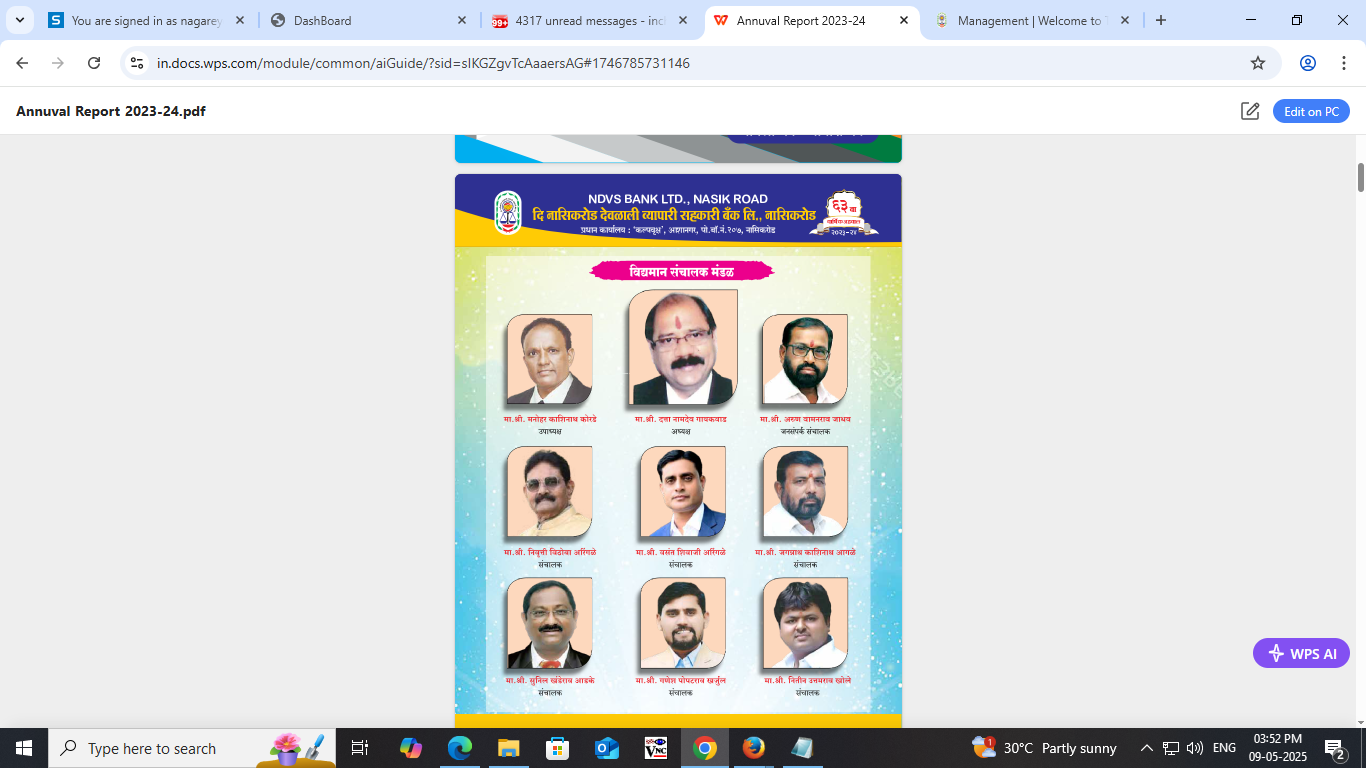 You are signed in as nagarey
DashBoard
4317 unread messages - incl
Annuval Report 2023-24
Management | Welcome to T
in.docs.wps.com/module/common/aiGuide/?sid=sIKGZgvTcAaaersAG#1746785731146
Annuval Report 2023-24.pdf
Edit on PC
NDVS BANK LTD., NASIK ROAD
दि नासिकरोड देवळाली व्यापारी सहकारी बँक लि., नासिकरोड
प्रधान कार्यालय : 'कल्पवृक्ष', आशानगर, पो.बॉ.नं.२०७, नासिकरोड
६३ वा
वार्षिक अहवाल
२०२३-२४
विद्यमान संचालक मंडळ
मा.श्री. मनोहर काशिनाथ कोरडे
उपाध्यक्ष
मा.श्री. दत्ता नामदेव गायकवाड
अध्यक्ष
मा.श्री. अरुण वामनराव जाधव
जनसंपर्क संचालक
मा.श्री. निवृत्ती विठोबा अरिंगळे
संचालक
मा.श्री. वसंत शिवाजी अरिंगळे
संचालक
मा.श्री. जगन्नाथ काशिनाथ आगळे
संचालक
मा.श्री. सुनिल खंडेराव आडके
संचालक
मा.श्री. गणेश पोपटराव खर्जुल
संचालक
मा.श्री. नितीन उत्तमराव खोले
संचालक
WPS AI
Type here to search
30°C Partly sunny
ENG
03:52 PM
09-05-2025
2